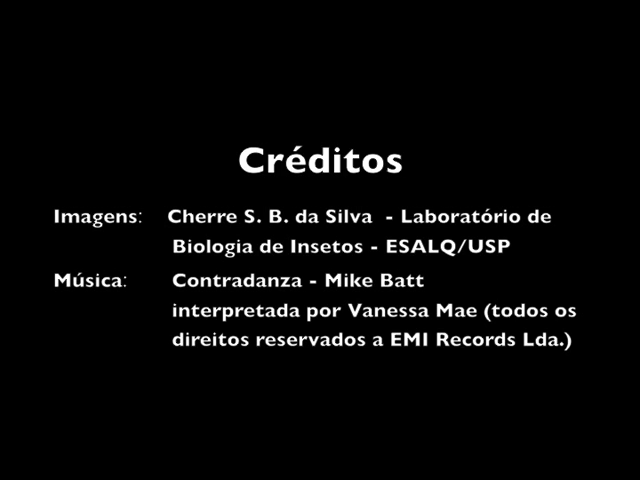 Créditos
Imagens: Cherre S. B. da Silva - Laboratório de
Biologia de Insetos - ESALQ/USP
Música: Contradanza - Mike Batt
interpretada por Vanessa Mae (todos os
direitos reservados a EMI Records Lda.)